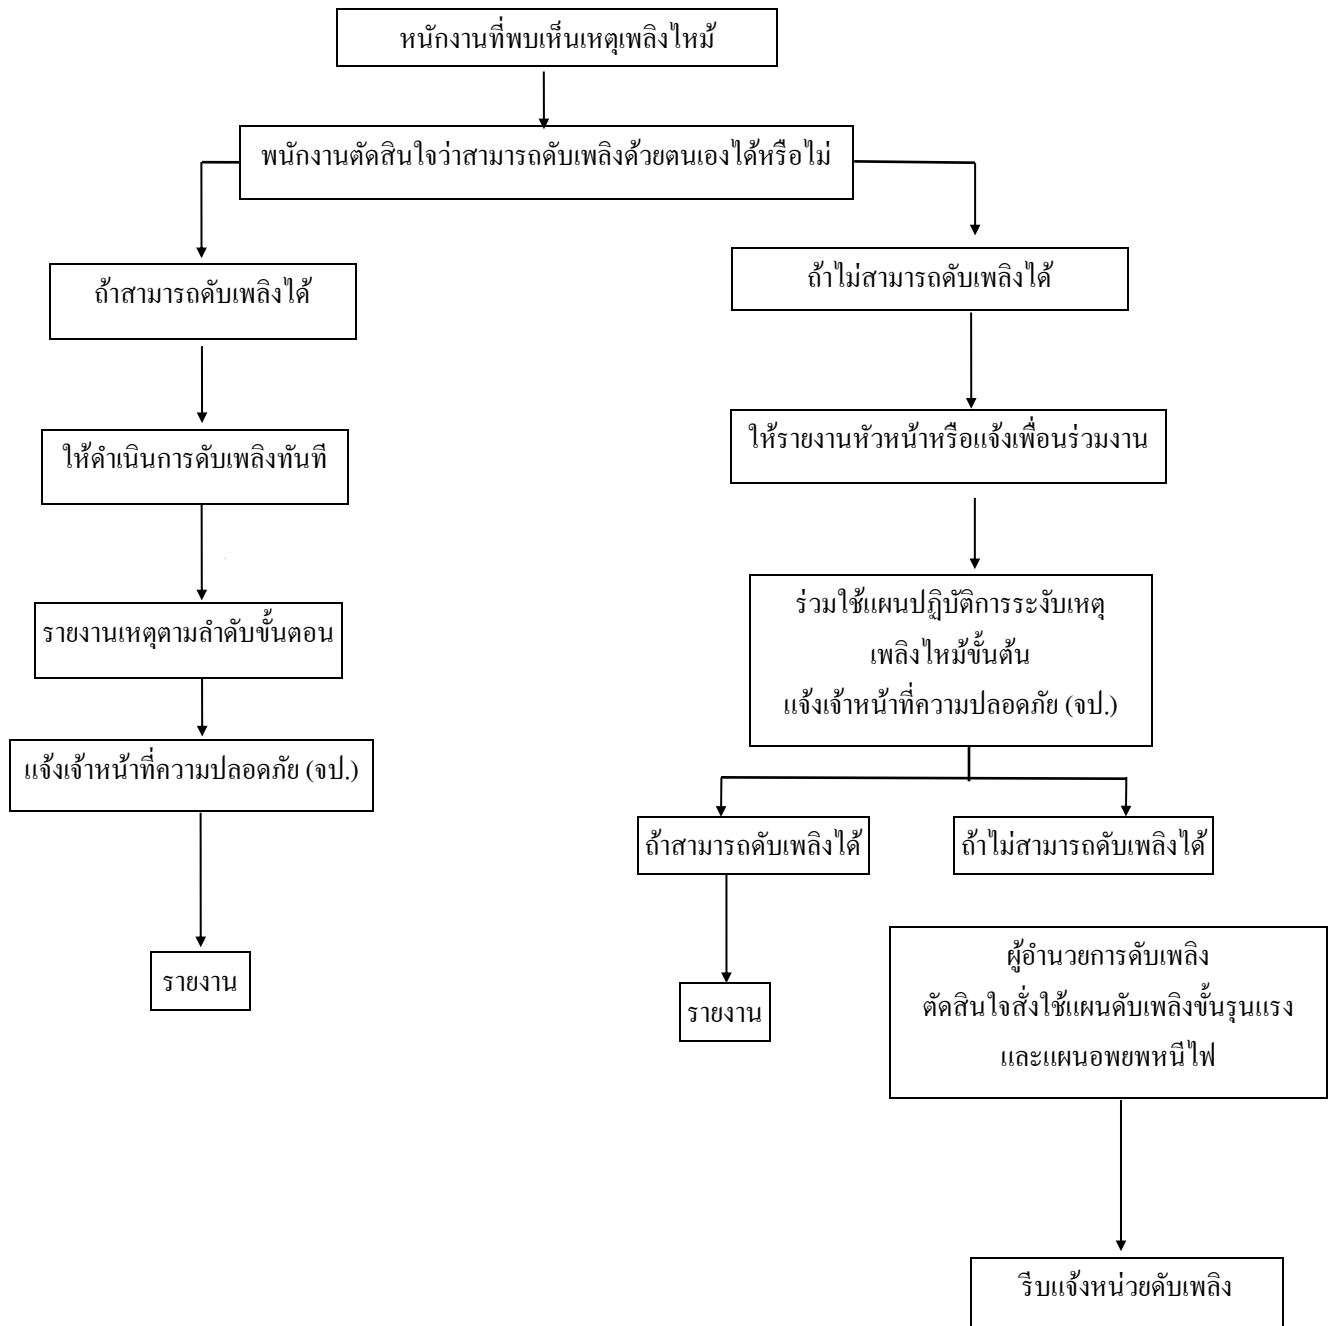 หนักงานที่พบเห็นเหตุเพลิงไหม้
พนักงานตัดสินใจว่าสามารถดับเพลิงด้วยตนเองได้หรือไม่
ถ้าสามารถดับเพลิงได้
ถ้าไม่สามารถดับเพลิงได้
ให้ดำเนินการดับเพลิงทันที
ให้รายงานหัวหน้าหรือแจ้งเพื่อนร่วมงาน
รายงานเหตุตามลำดับขั้นตอน
ร่วมใช้แผนปฏิบัติการระงับเหตุ
เพลิงไหม้ขั้นต้น
แจ้งเจ้าหน้าที่ความปลอดภัย (จป.)
แจ้งเจ้าหน้าที่ความปลอดภัย (จป.)
ถ้าสามารถดับเพลิงได้
ถ้าไม่สามารถดับเพลิงได้
รายงาน
รายงาน
ผู้อำนวยการดับเพลิง
ตัดสินใจสั่งใช้แผนดับเพลิงขั้นรุนแรง
และแผนอพยพหนีไฟ
รีบแจ้งหน่วยดับเพลิง